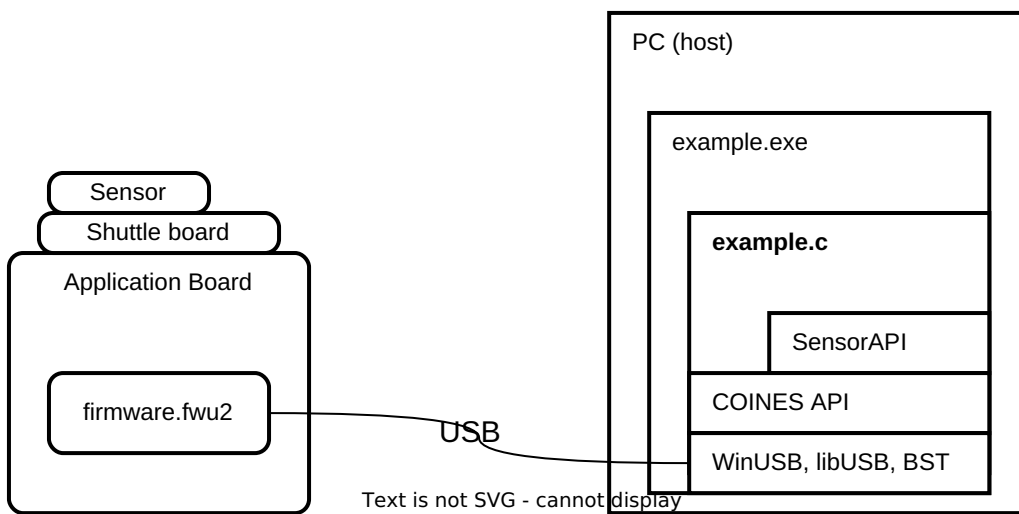 PC (host)
example.exe
Sensor
Shuttle board
example.c
Application Board
SensorAPI
firmware.fwu2
COINES API
USB
WinUSB, libUSB, BST
Text is not SVG - cannot display